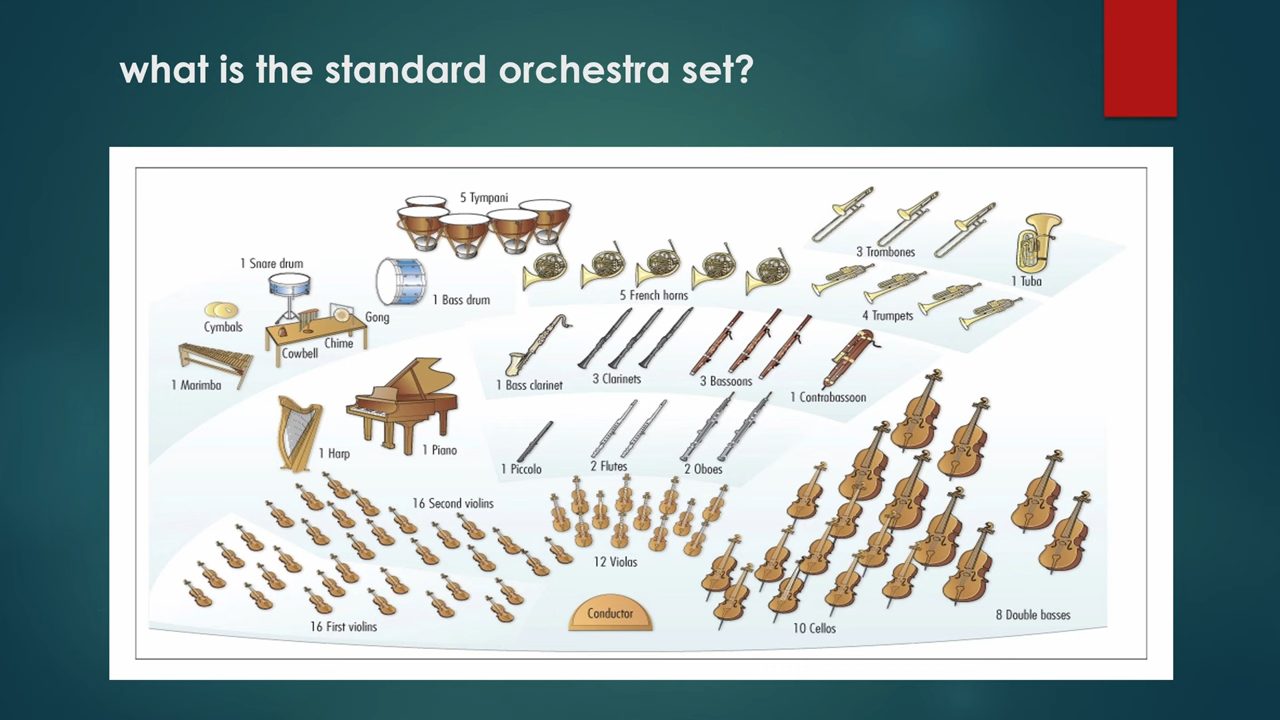 what is the standard orchestra set?
5 Tympani
3 Trombones
1 Tuba
1 Snare drum
1 Bass drum
5 French horns
4 Trumpets
Cymbals
Gong
Chime
Cowbell
1 Marimba
1 Bass clarinet
3 Clarinets
3 Bassoons
1 Contrabassoon
1 Harp
1 Piano
1 Piccolo
2 Flutes
2 Oboes
16 Second violins
12 Violas
Conductor
16 First violins
10 Cellos
8 Double basses